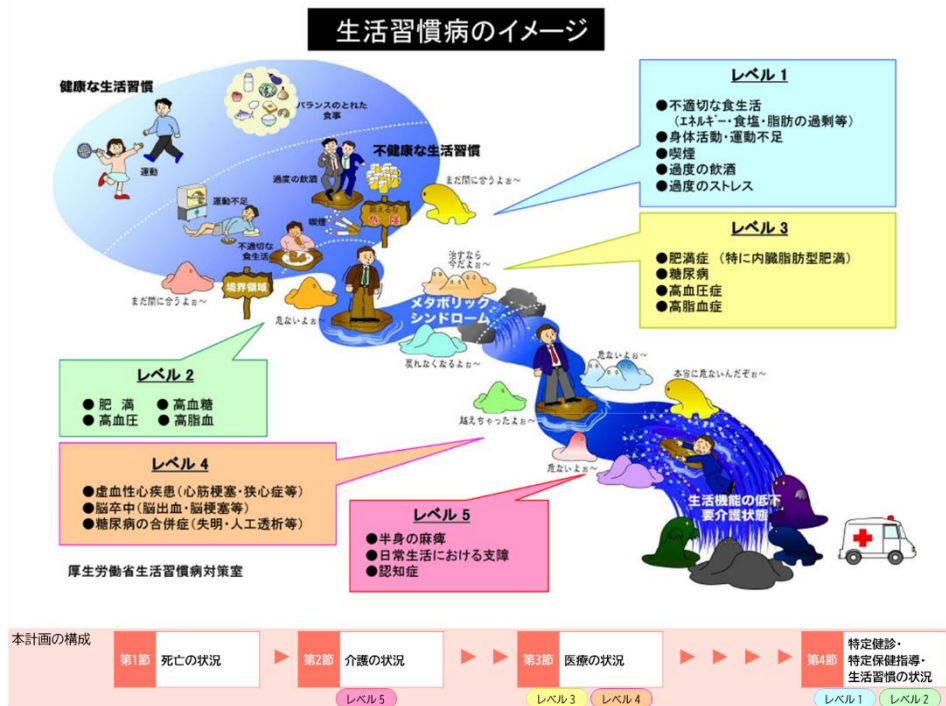 生活習慣病のイメージ
健康な生活習慣
バランスのとれた
食事
運動
不健康な生活習慣
過度の飲酒
運動不足
喫煙
不適切な
食生活
まだ間に合うよぉ～
境界領域
まだ間に合うよぉ～
危ないよぉ～
治すなら
今だよぉ～
メタボリック
シンドローム
戻れなくなるよぉ～
危ないよぉ～
本当に危ないんだぞぉ～
越えちゃったよぉ～
危ないよぉ～
生活機能の低下
要介護状態
レベル１
●不適切な食生活
（エネルギー・食塩・脂肪の過剰等）
●身体活動・運動不足
●喫煙
●過度の飲酒
●過度のストレス
レベル３
●肥満症　（特に内臓脂肪型肥満）
●糖尿病
●高血圧症
●高脂血症
レベル２
●肥　満　●高血糖
●高血圧　●高脂血
レベル４
●虚血性心疾患（心筋梗塞・狭心症等）
●脳卒中（脳出血・脳梗塞等）
●糖尿病の合併症（失明・人工透析等）
レベル５
●半身の麻痺
●日常生活における支障
●認知症
厚生労働省生活習慣病対策室
本計画の構成
第1節 死亡の状況
第2節 介護の状況
レベル５
第3節 医療の状況
レベル３ レベル４
第4節
特定健診・
特定保健指導・
生活習慣の状況
レベル１ レベル２